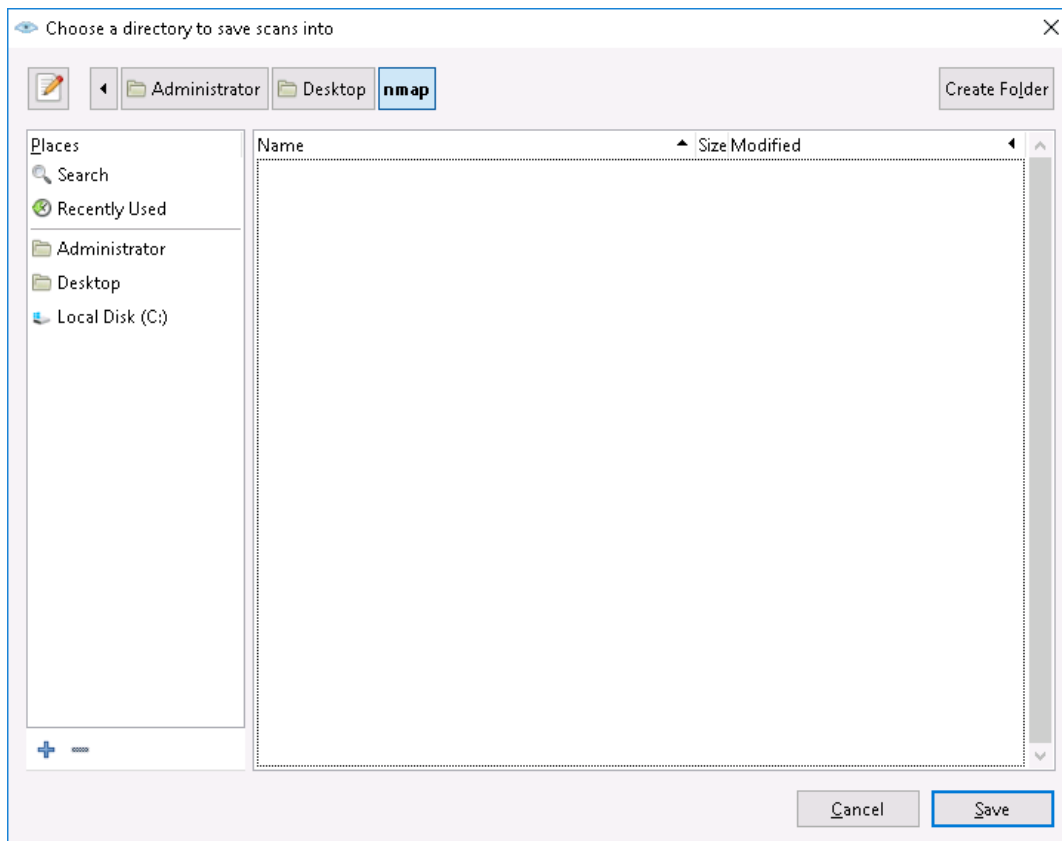 Choose a directory to save scans into
Administrator Desktop nmap Create Folder
Places Name Size Modified
Search
Recently Used
Administrator
Desktop
Local Disk (C:)
Cancel Save